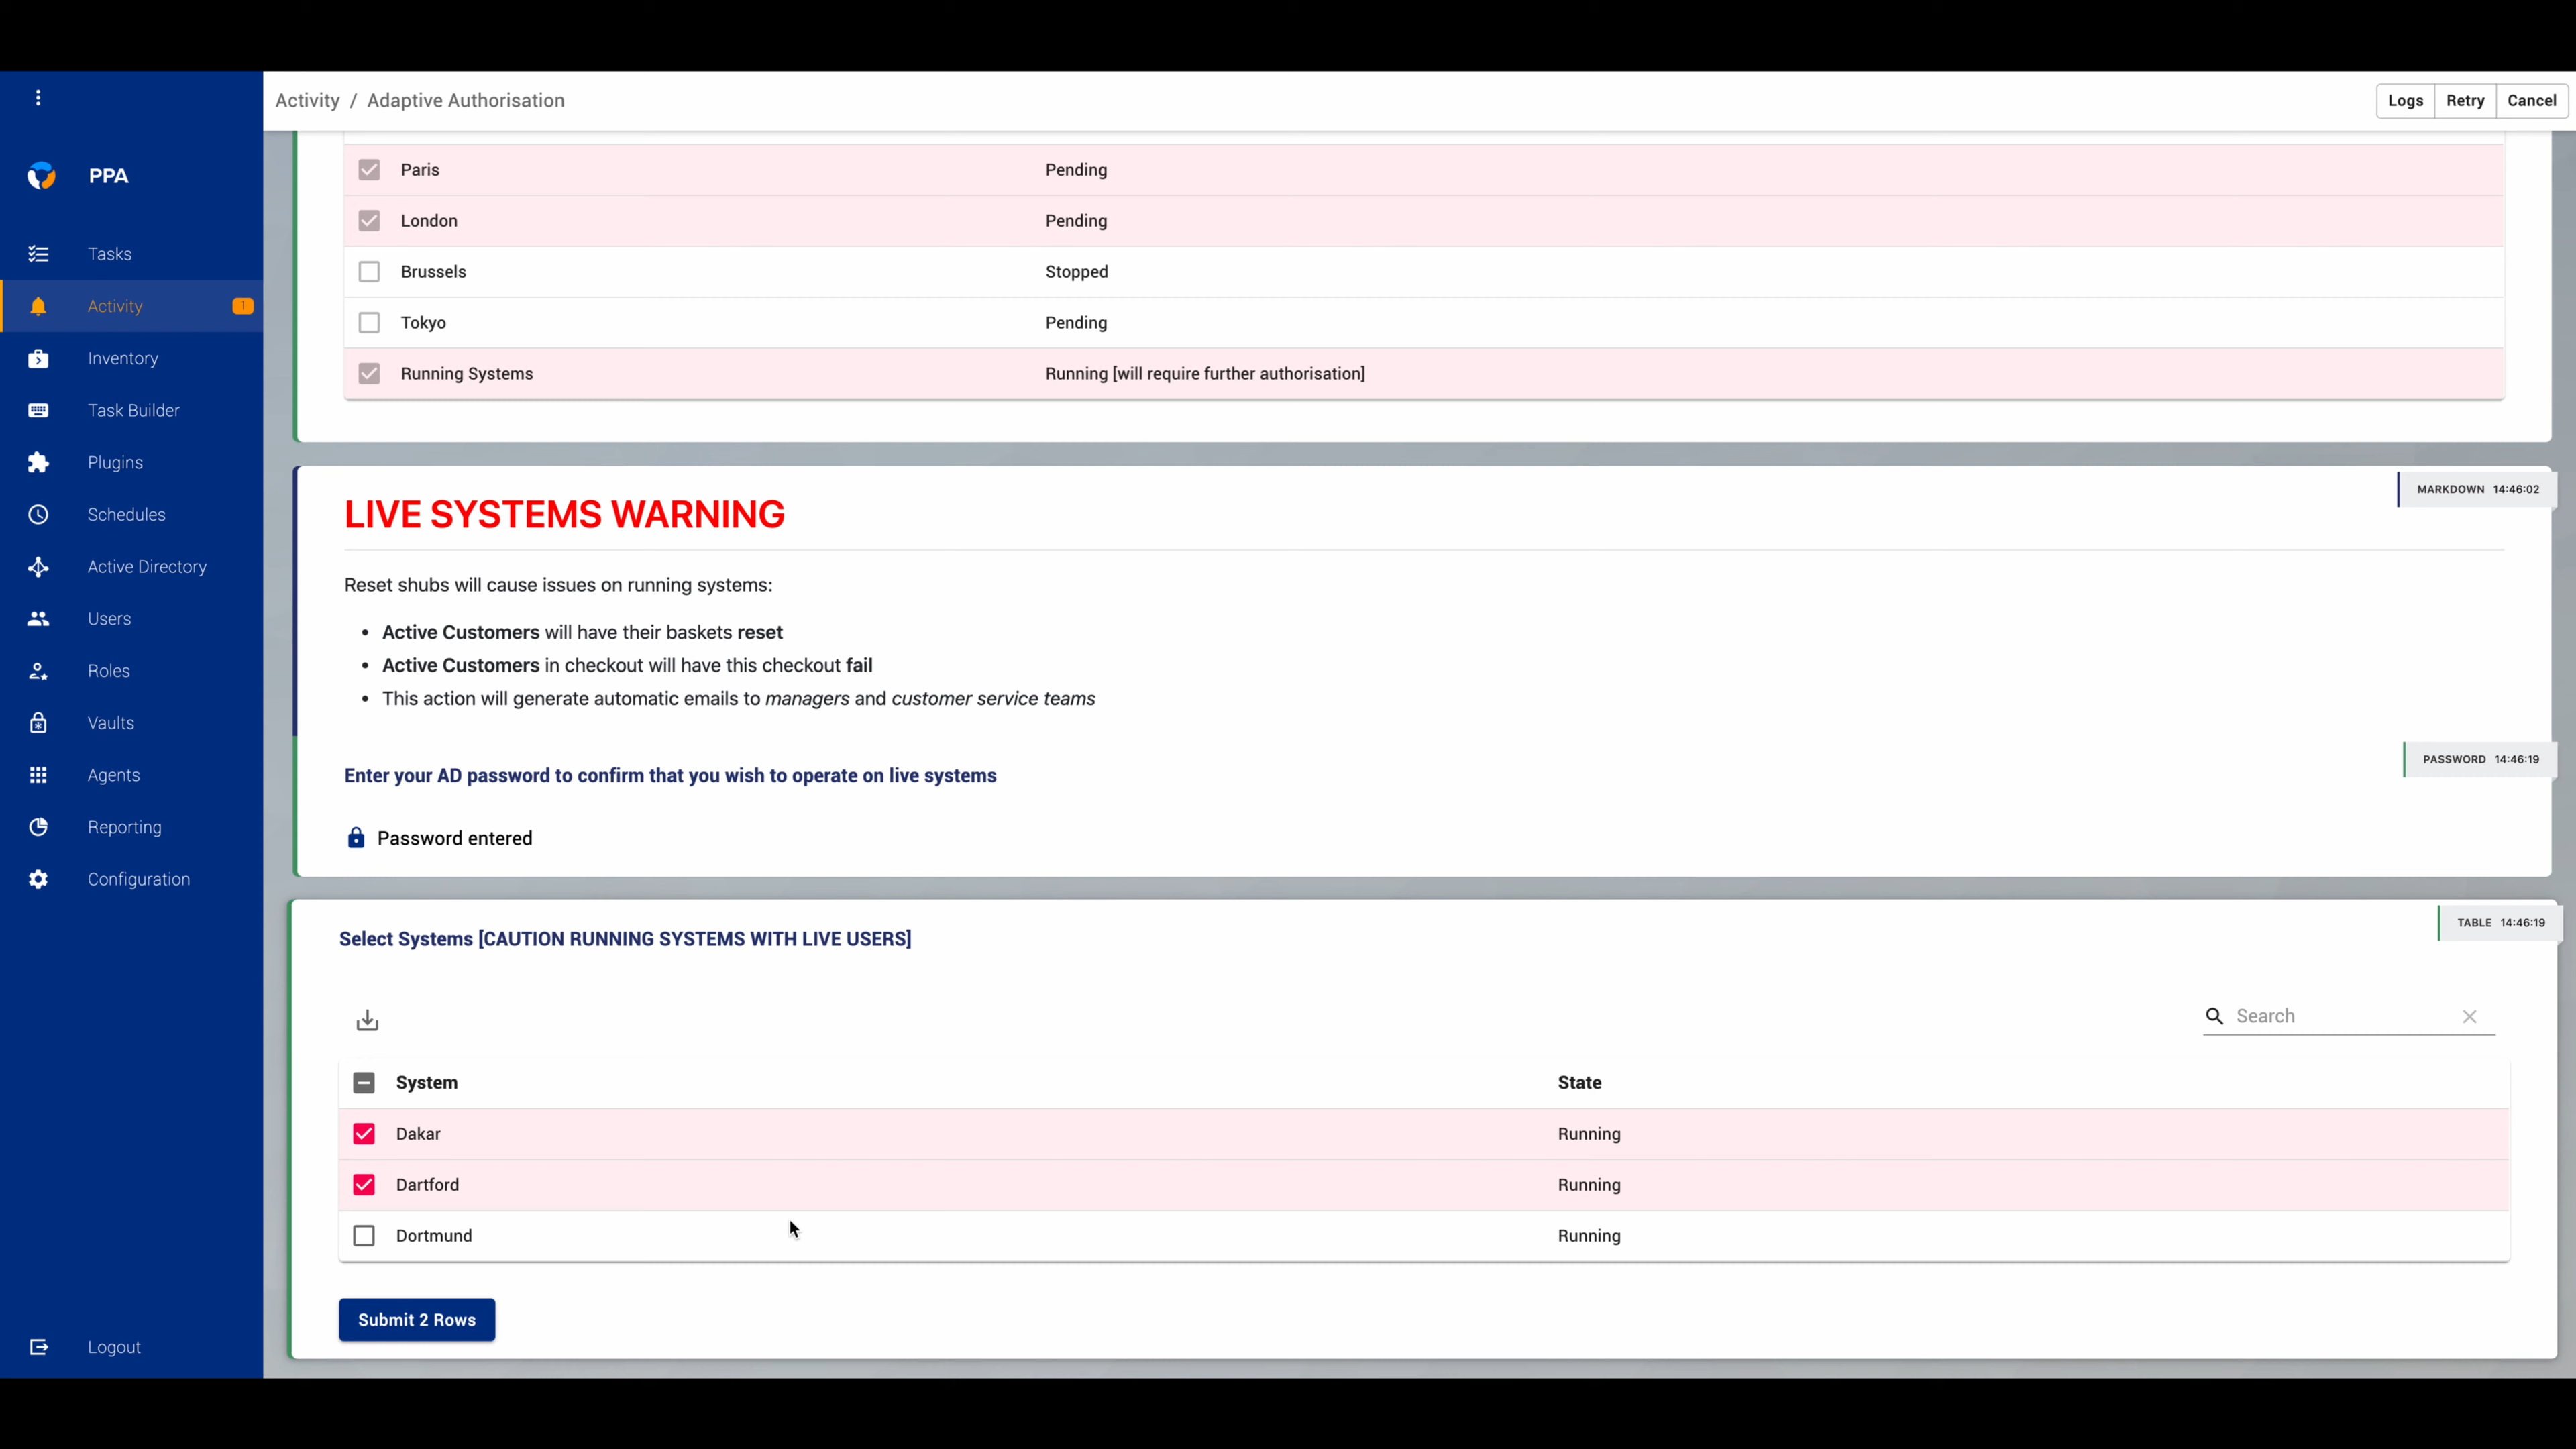 Activity / Adaptive Authorisation
Logs Retry Cancel
PPA
Tasks
Activity 1
Inventory
Task Builder
Plugins
Schedules
Active Directory
Users
Roles
Vaults
Agents
Reporting
Configuration
Logout
Paris Pending
London Pending
Brussels Stopped
Tokyo Pending
Running Systems Running [will require further authorisation]
MARKDOWN 14:46:02
LIVE SYSTEMS WARNING
Reset shubs will cause issues on running systems:
• Active Customers will have their baskets reset
• Active Customers in checkout will have this checkout fail
• This action will generate automatic emails to managers and customer service teams
PASSWORD 14:46:19
Enter your AD password to confirm that you wish to operate on live systems
Password entered
TABLE 14:46:19
Select Systems [CAUTION RUNNING SYSTEMS WITH LIVE USERS]
Search
System State
Dakar Running
Dartford Running
Dortmund Running
Submit 2 Rows